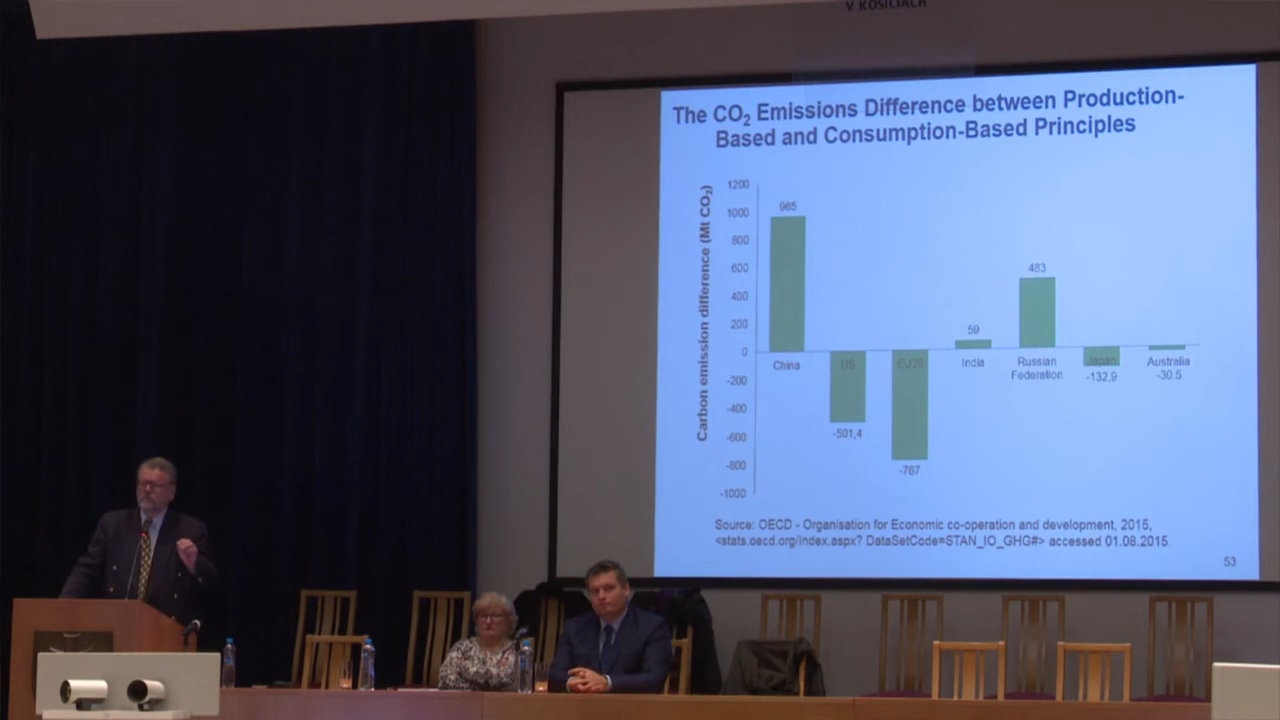 V KOŠICIACH
The CO₂ Emissions Difference between Production-
Based and Consumption-Based Principles
Carbon emission difference (Mt CO₂)
1200
1000
800
600
400
200
0
-200
-400
-600
-800
-1000
965
China
US
-501,4
EU28
-767
59
India
483
Russian
Federation
Japan
-132,9
Australia
-30.5
Source: OECD - Organisation for Economic co-operation and development, 2015,
<stats.oecd.org/Index.aspx? DataSetCode=STAN_IO_GHG#> accessed 01.08.2015.
53